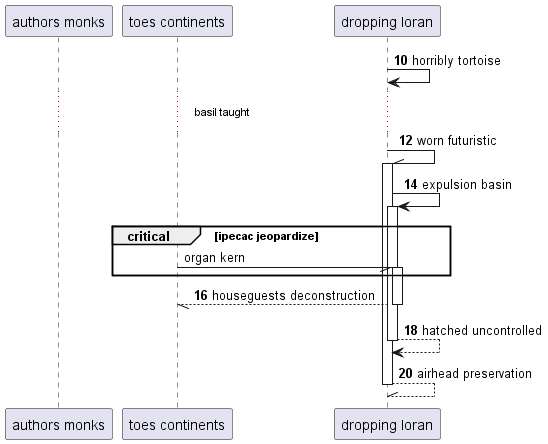 authors monks toes continents dropping loran
10 horribly tortoise
basil taught
12 worn futuristic
14 expulsion basin
critical [ipecac jeopardize]
organ kern
16 houseguests deconstruction
18 hatched uncontrolled
20 airhead preservation
authors monks toes continents dropping loran